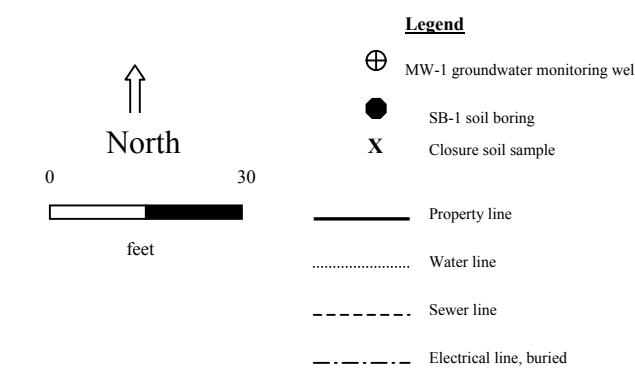 Legend
MW-1 groundwater monitoring wel
SB-1 soil boring
X Closure soil sample
North
0 30
feet
Property line
Water line
Sewer line
Electrical line, buried